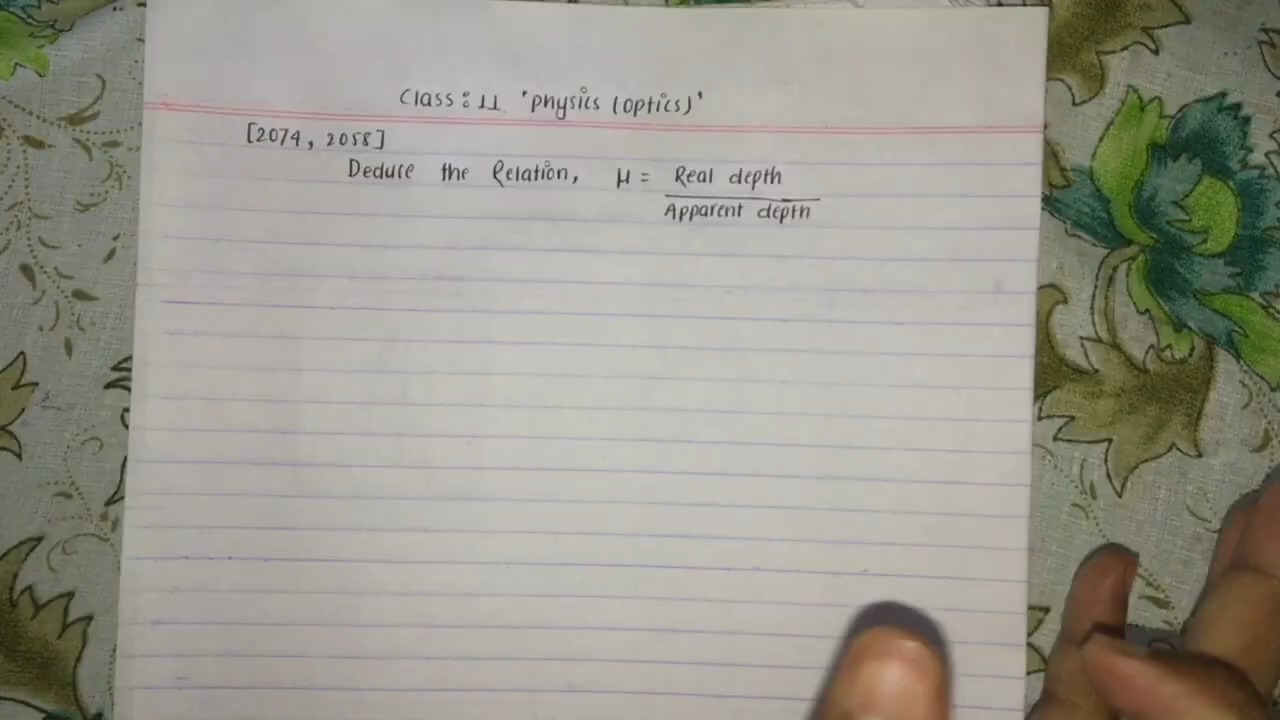 Class: 11 'physics (optics)'
[2074, 2058]
Deduce the Relation, μ = Real depth
Apparent depth